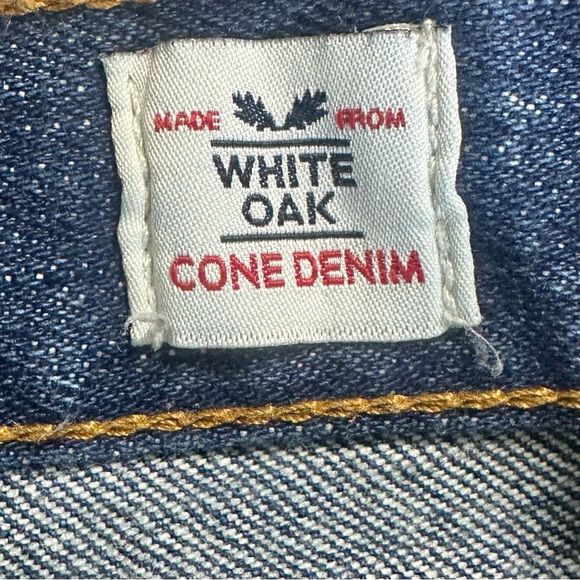 MADE FROM
WHITE
OAK
CONE DENIM